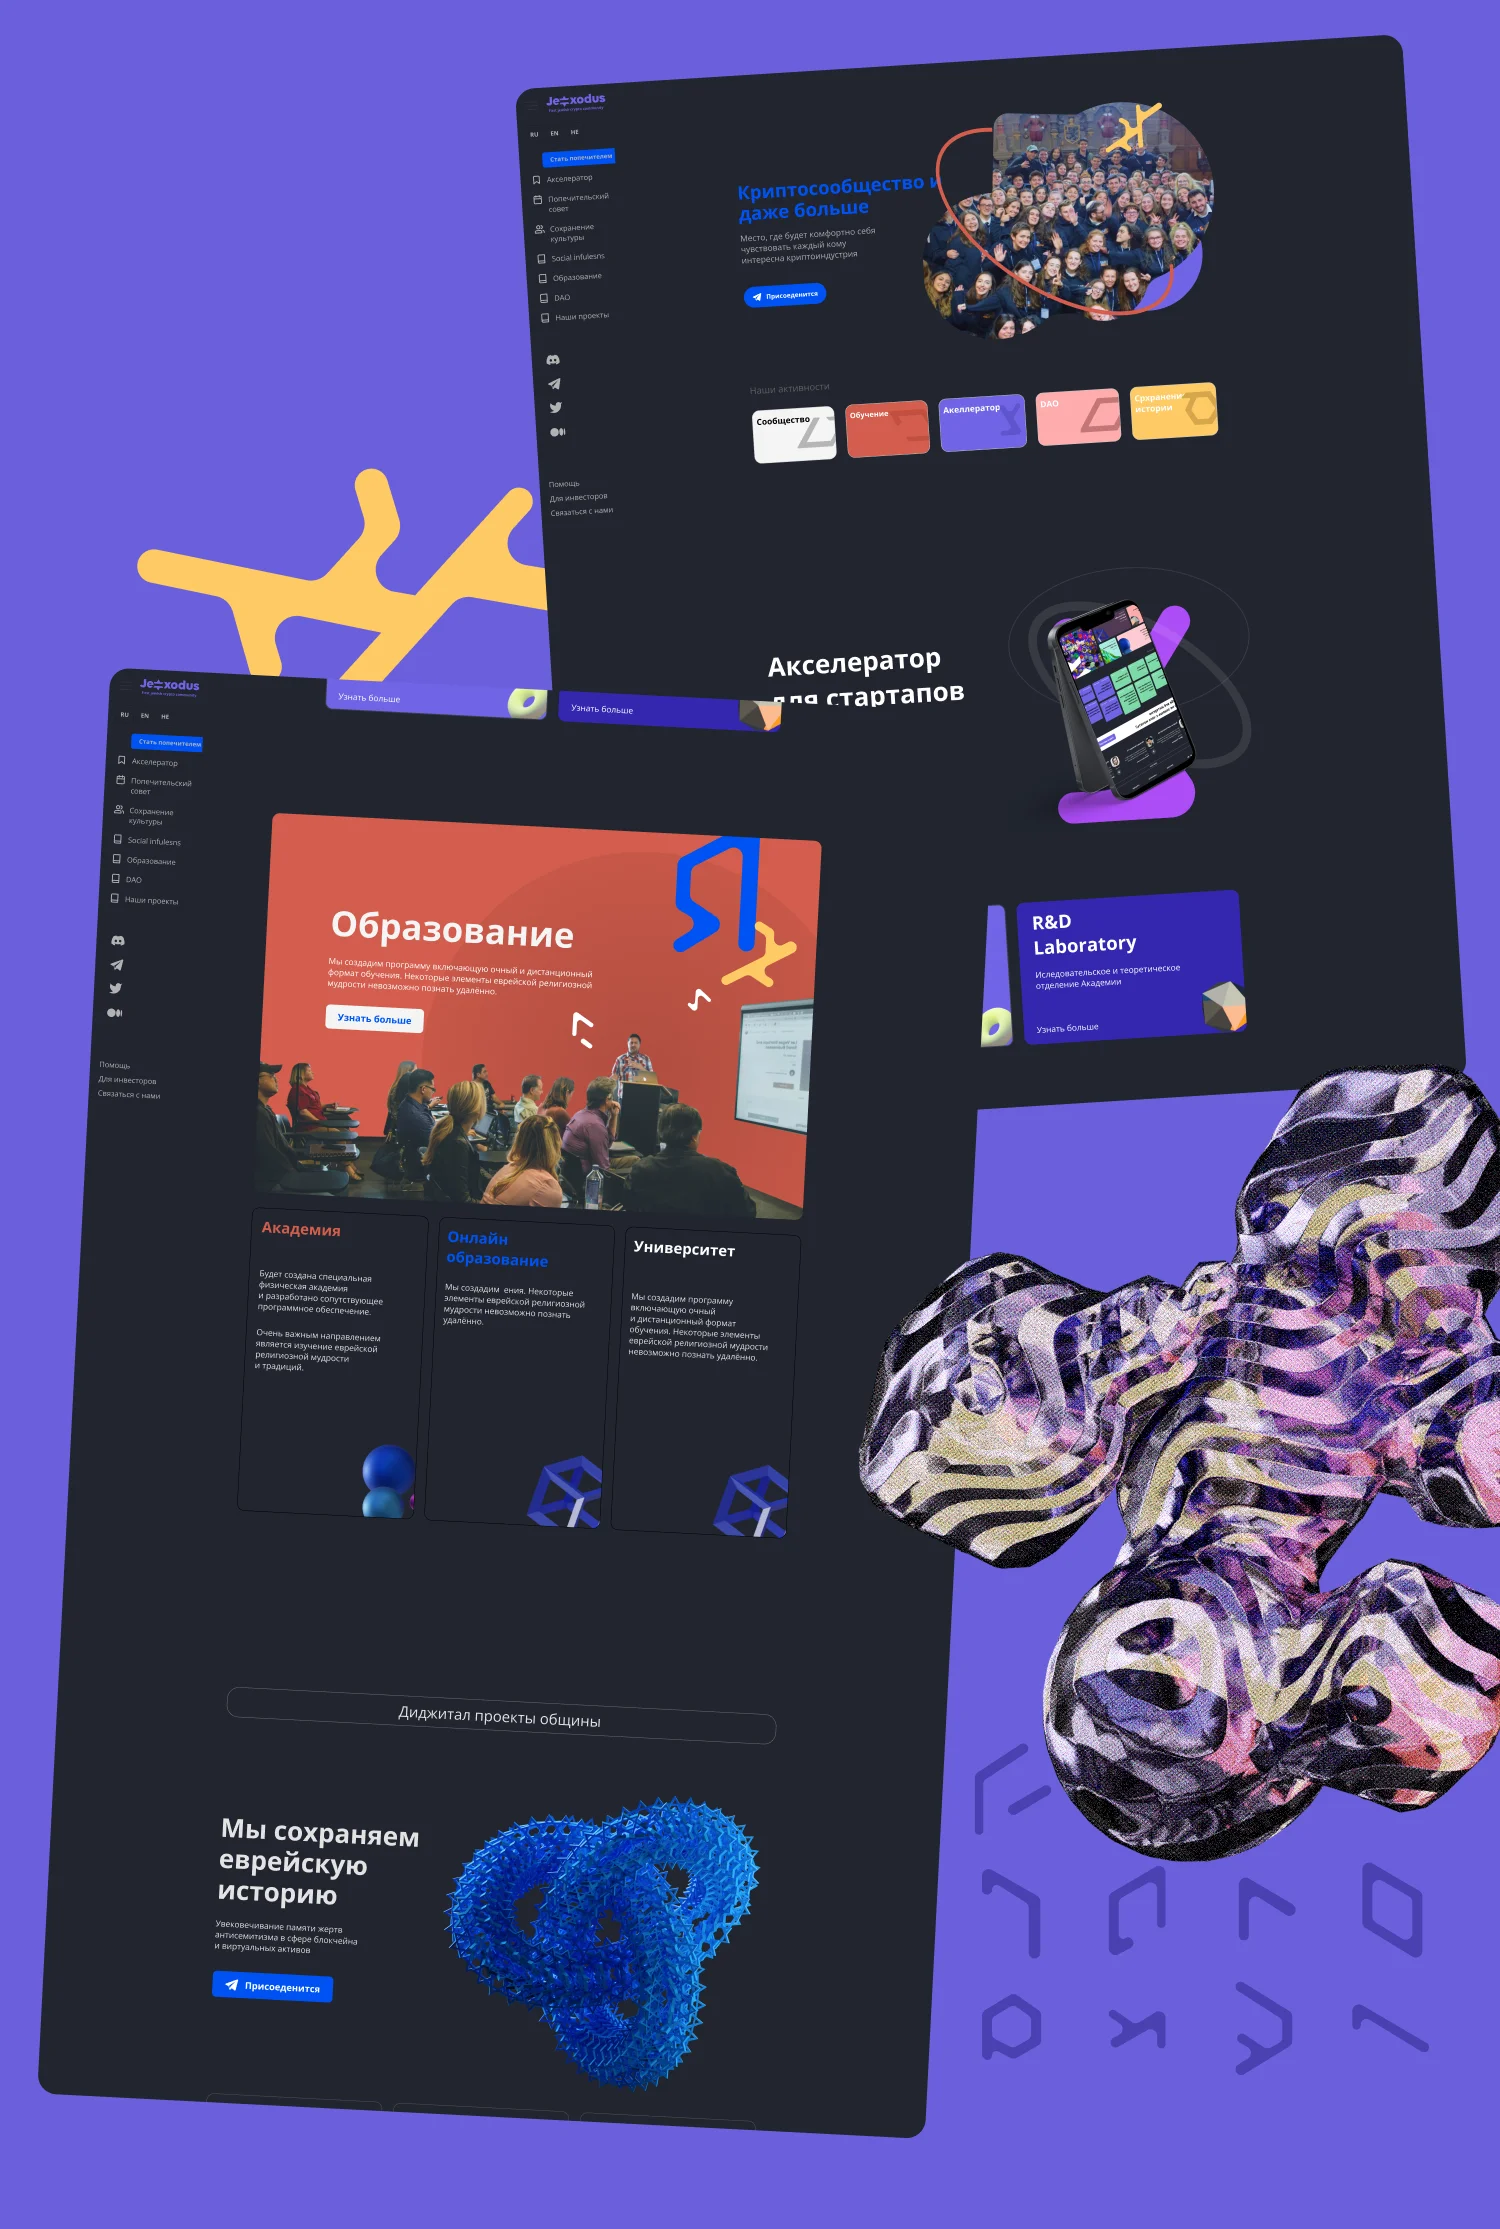 Jexodus
RU EN HE
Стать попечителем
Акселератор
Попечительский
совет
Сохранение
культуры
Social infulesns
Образование
DAO
Наши проекты
Помощь
Для инвесторов
Связаться с нами
Криптосообщество и
даже больше
Место, где будет комфортно себя
чувствовать каждый кому
интересна криптоиндустрия
Присоеденится
Наши активности
Сообщество
Обучение
Акеллератор
DAO
истории
Акселератор
для стартапов
R&D
Laboratory
Иследовательское и теоретическое
отделение Академии
Узнать больше
Jexodus
RU EN HE
Стать попечителем
Акселератор
Попечительский
совет
Сохранение
культуры
Social infulesns
Образование
DAO
Наши проекты
Помощь
Для инвесторов
Связаться с нами
Узнать больше
Узнать больше
Образование
Мы создадим программу включающую очный и дистанционный
формат обучения. Некоторые элементы еврейской религиозной
мудрости невозможно познать удалённо.
Узнать больше
Академия
Будет создана специальная
физическая академия
и разработано сопутствующее
программное обеспечение.
Очень важным направлением
является изучение еврейской
религиозной мудрости
и традиций.
Онлайн
образование
Мы создадим ения. Некоторые
элементы еврейской религиозной
мудрости невозможно познать
удалённо.
Университет
Мы создадим программу
включающую очный
и дистанционный формат
обучения. Некоторые элементы
еврейской религиозной мудрости
невозможно познать удалённо.
Диджитал проекты общины
Мы сохраняем
еврейскую
историю
Увековечивание памяти жертв
антисемитизма в сфере блокчейна
и виртуальных активов
Присоеденится